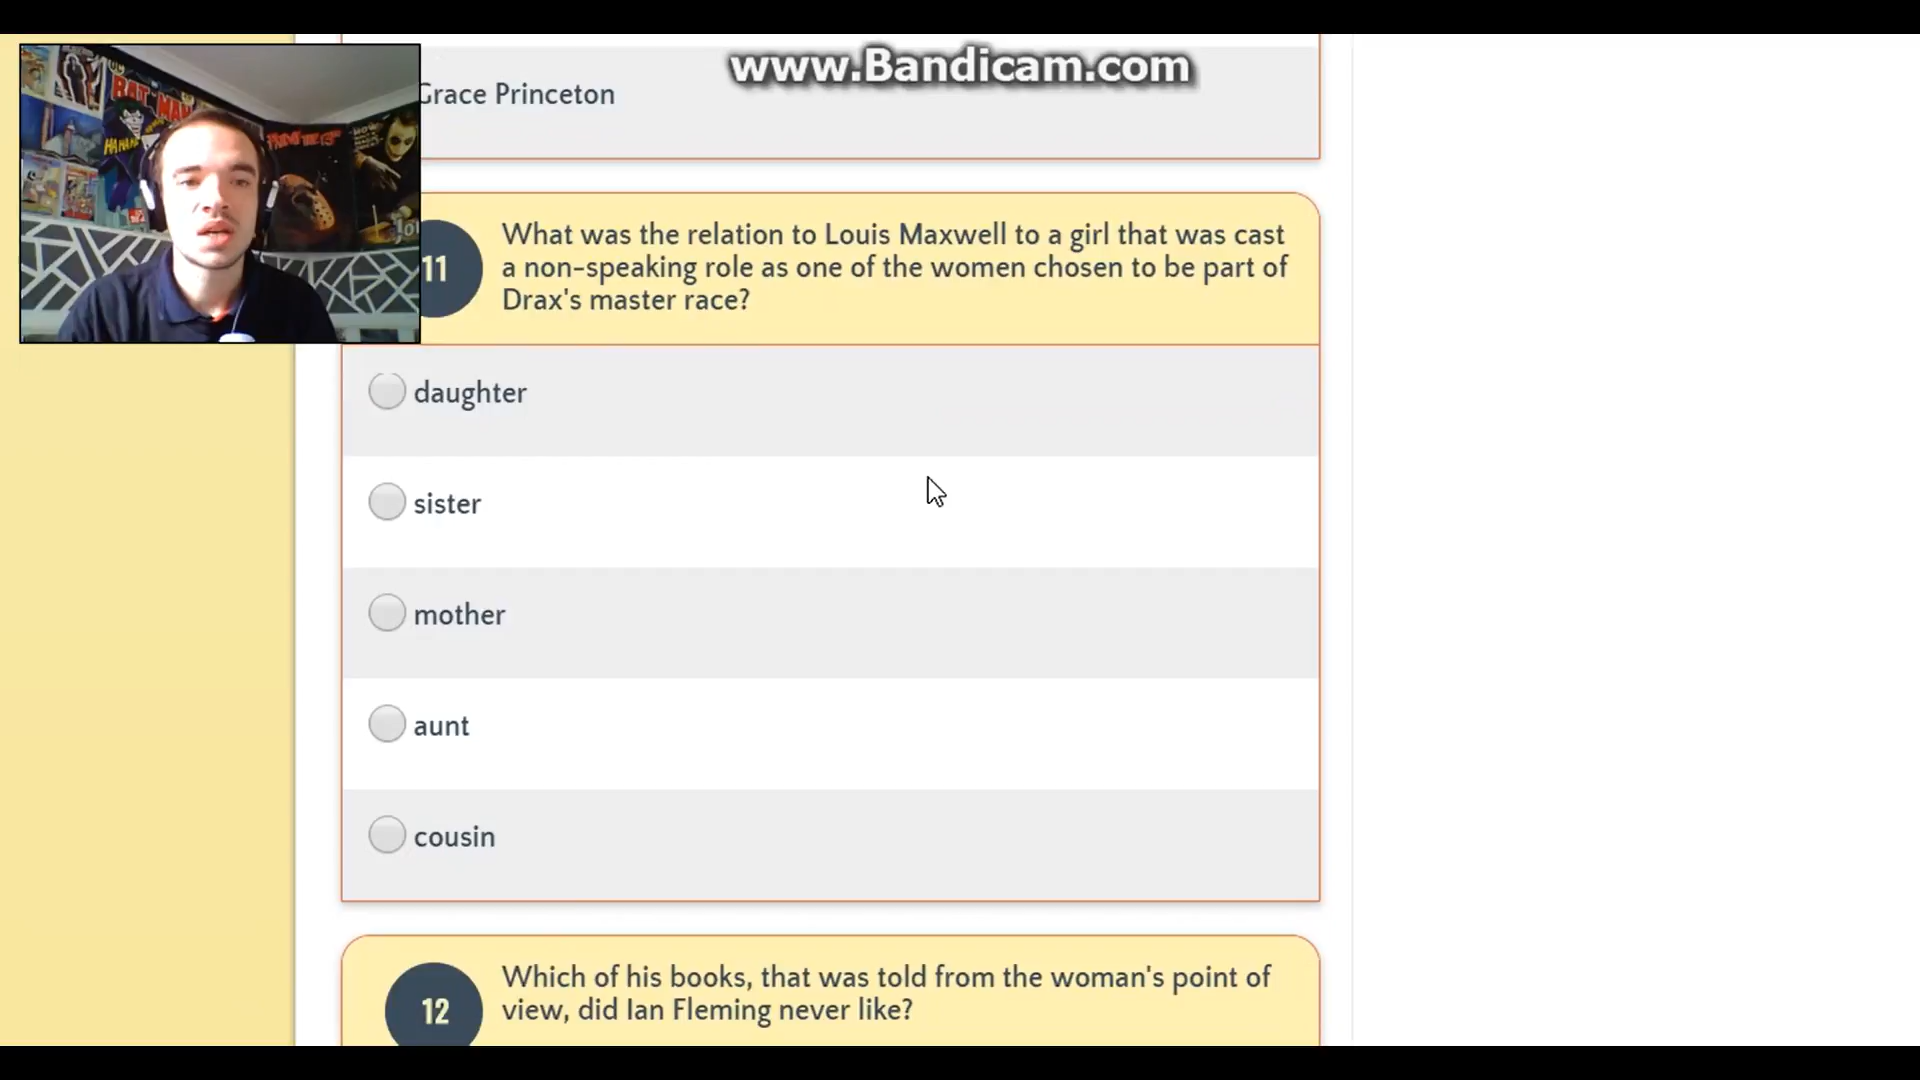 www.Bandicam.com
Grace Princeton
BATMAN
HAHAHA
11
What was the relation to Louis Maxwell to a girl that was cast
a non-speaking role as one of the women chosen to be part of
Drax's master race?
daughter
sister
mother
aunt
cousin
12
Which of his books, that was told from the woman's point of
view, did Ian Fleming never like?